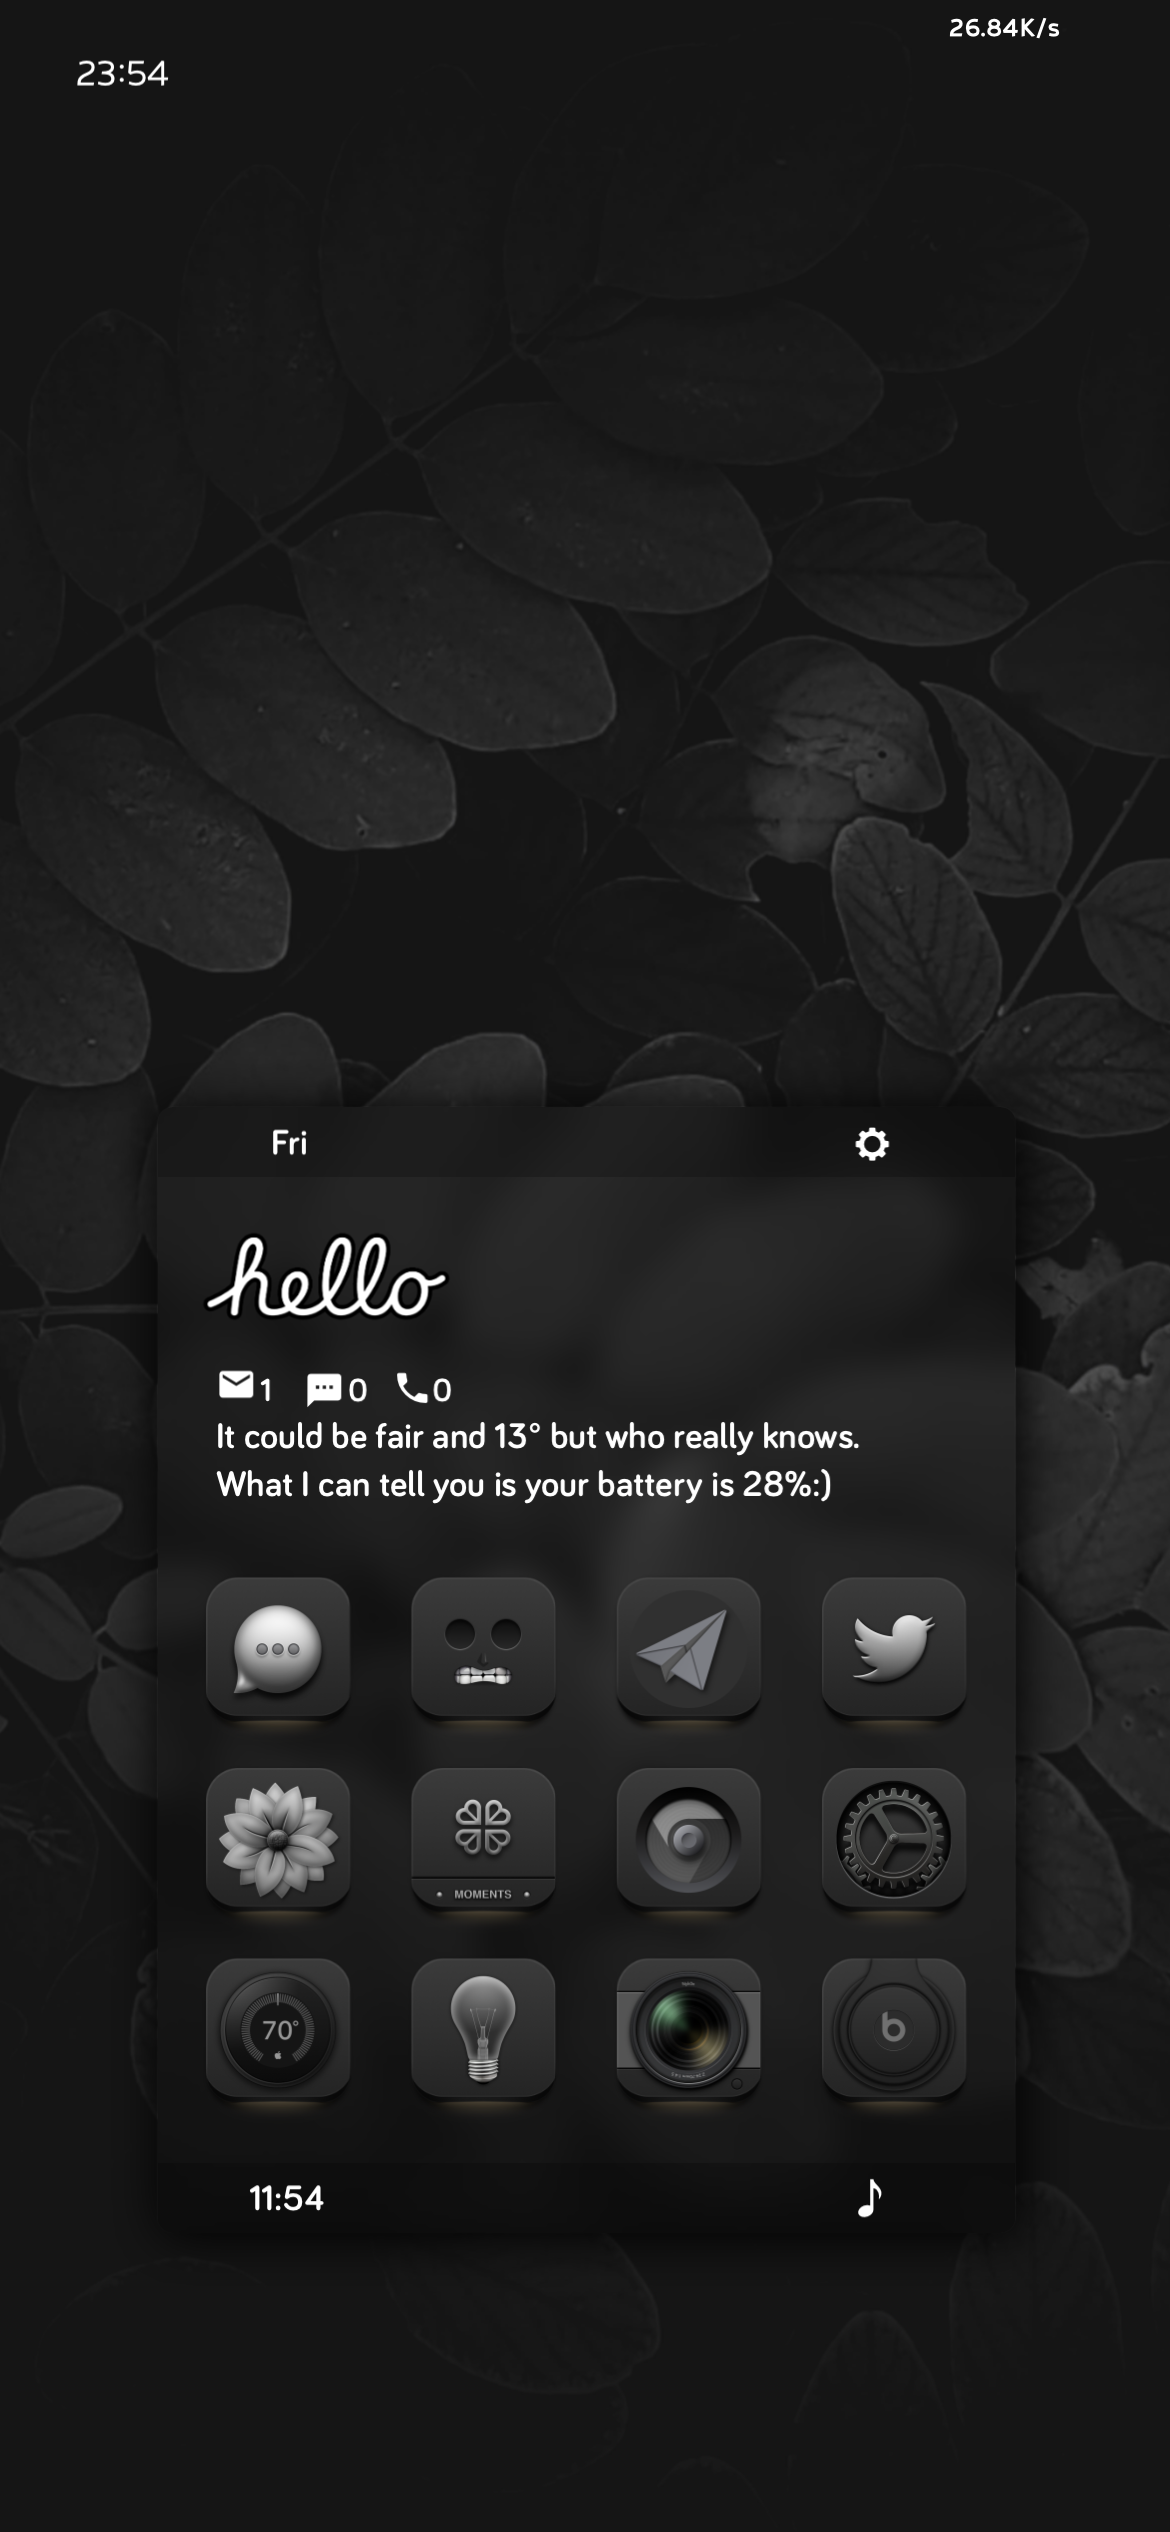 26.84K/s
23:54
Fri
hello
1 0 0
It could be fair and 13° but who really knows.
What I can tell you is your battery is 28%:)
MOMENTS
70°
b
11:54